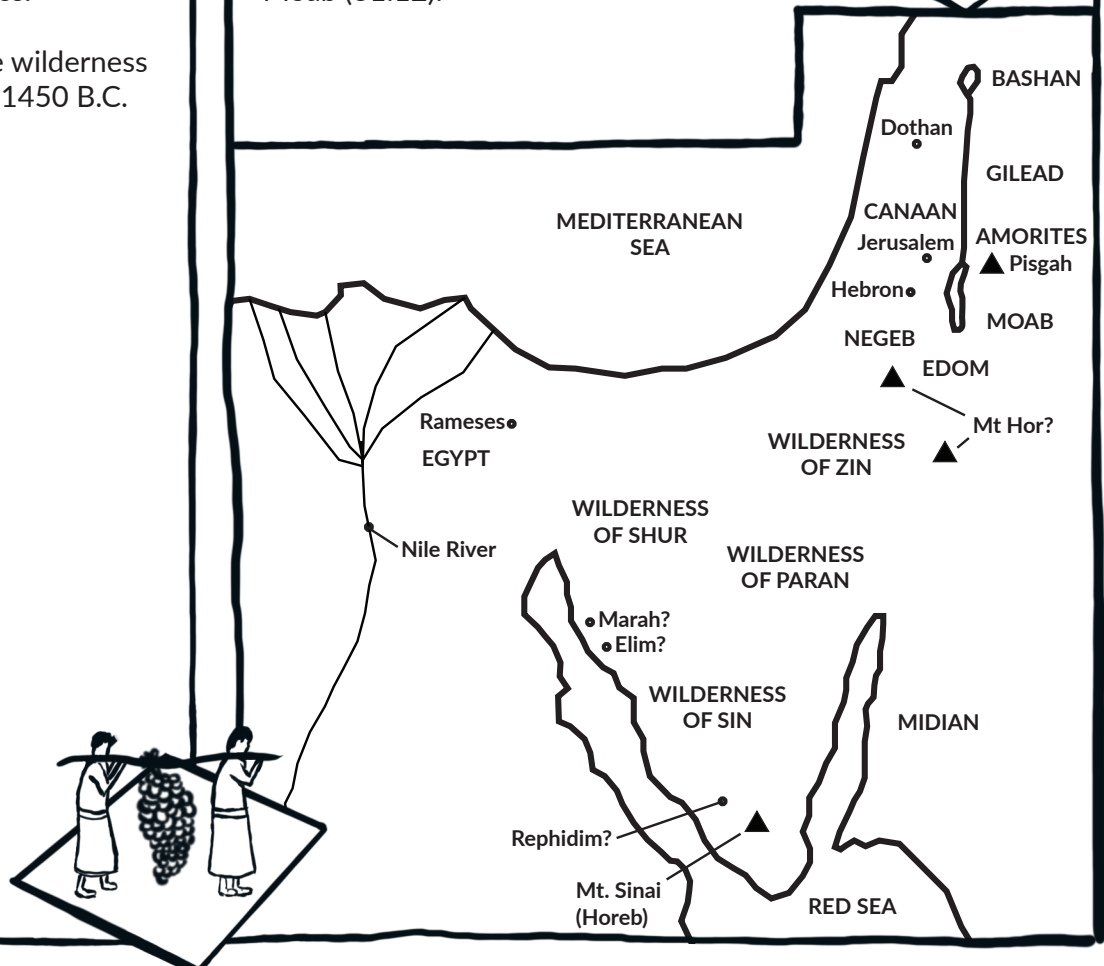 e wilderness
1450 B.C.
BASHAN
Dothan
GILEAD
MEDITERRANEAN
SEA
CANAAN
Jerusalem
AMORITES
Pisgah
Hebron
MOAB
NEGEB
EDOM
Mt Hor?
Rameses
EGYPT
WILDERNESS
OF ZIN
WILDERNESS
OF SHUR
Nile River
WILDERNESS
OF PARAN
Marah?
Elim?
WILDERNESS
OF SIN
MIDIAN
Rephidim?
Mt. Sinai
(Horeb)
RED SEA